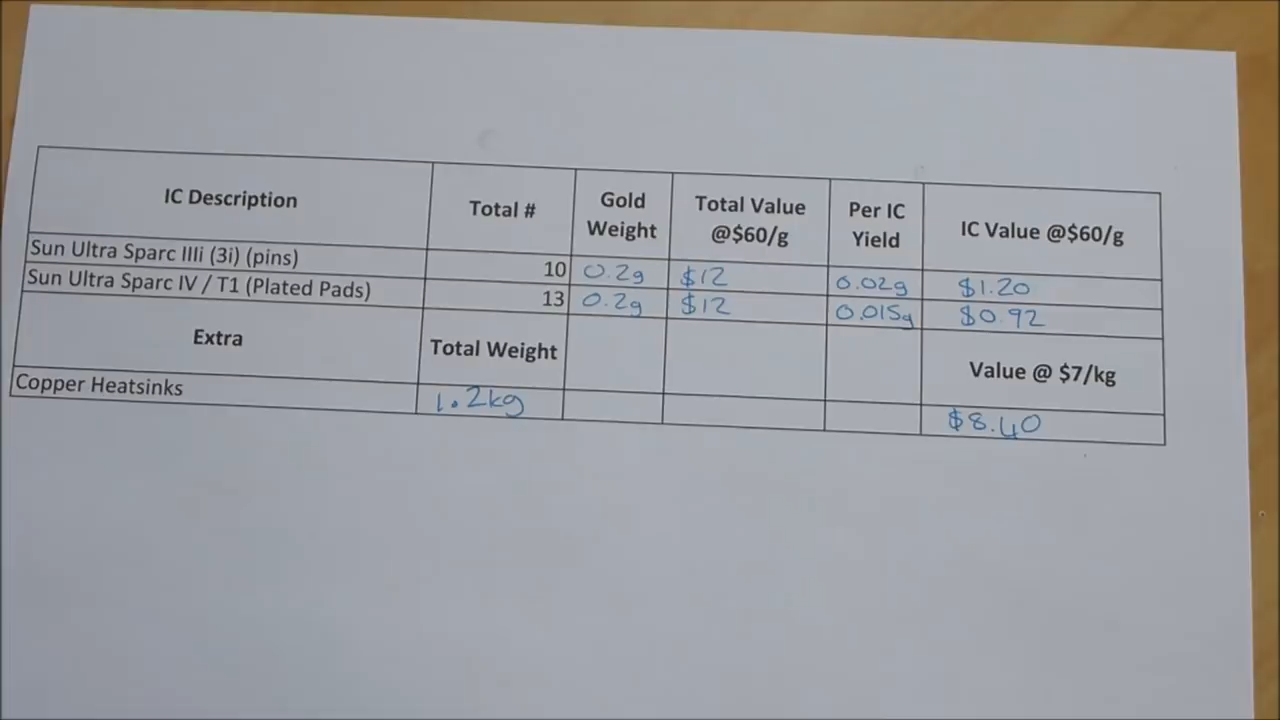 IC Description Total # Gold Weight Total Value @$60/g Per IC Yield IC Value @$60/g
Sun Ultra Sparc IIIi (3i) (pins) 10 0.2g $12 0.02g $1.20
Sun Ultra Sparc IV / T1 (Plated Pads) 13 0.2g $12 0.015g $0.92
Extra Total Weight Value @ $7/kg
Copper Heatsinks 1.2kg $8.40